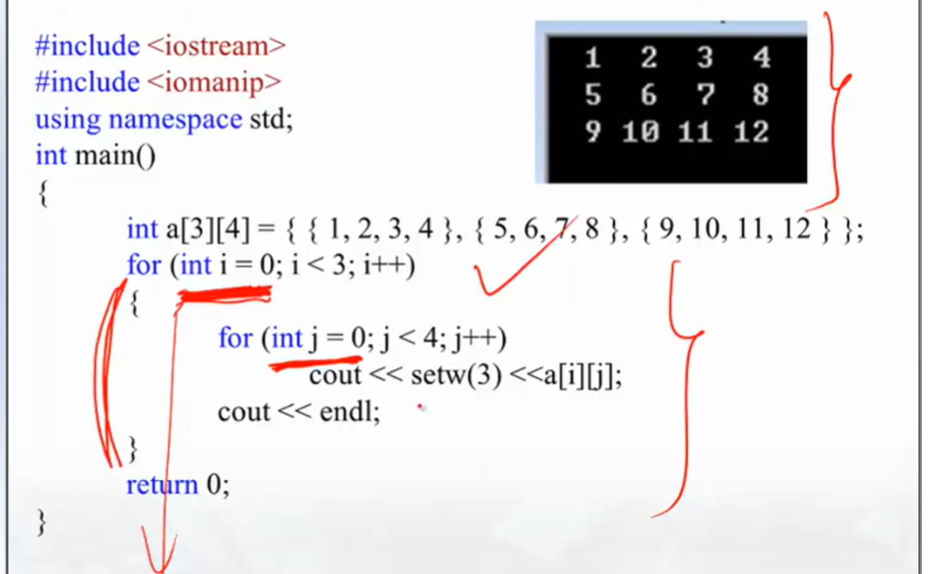 #include <iostream>
#include <iomanip>
using namespace std;
int main()
{
int a[3][4] = { { 1, 2, 3, 4 }, { 5, 6, 7, 8 }, { 9, 10, 11, 12 } };
for (int i = 0; i < 3; i++)
{
for (int j = 0; j < 4; j++)
cout << setw(3) <<a[i][j];
cout << endl;
}
return 0;
}
1 2 3 4
5 6 7 8
9 10 11 12